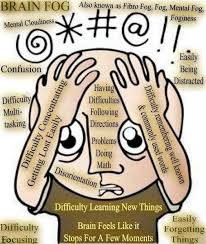 BRAIN FOG
Also known as Fibro Fog, Fog, Mental Fog,
Fogginess
Mental Cloudiness
@*#@!!
Confusion
Easily
Being
Distracted
Difficulty
Multi-
tasking
Difficulty Concentrating
Getting Lost Easily
Having
Difficulties
Following
Directions
Problems
Doing
Math
Difficulty remembering well known
& commonly used words
Disorientation
Difficulty Learning New Things
Difficulty
Focusing
Brain Feels Like it
Stops For A Few Moments
Easily
Forgetting
Things